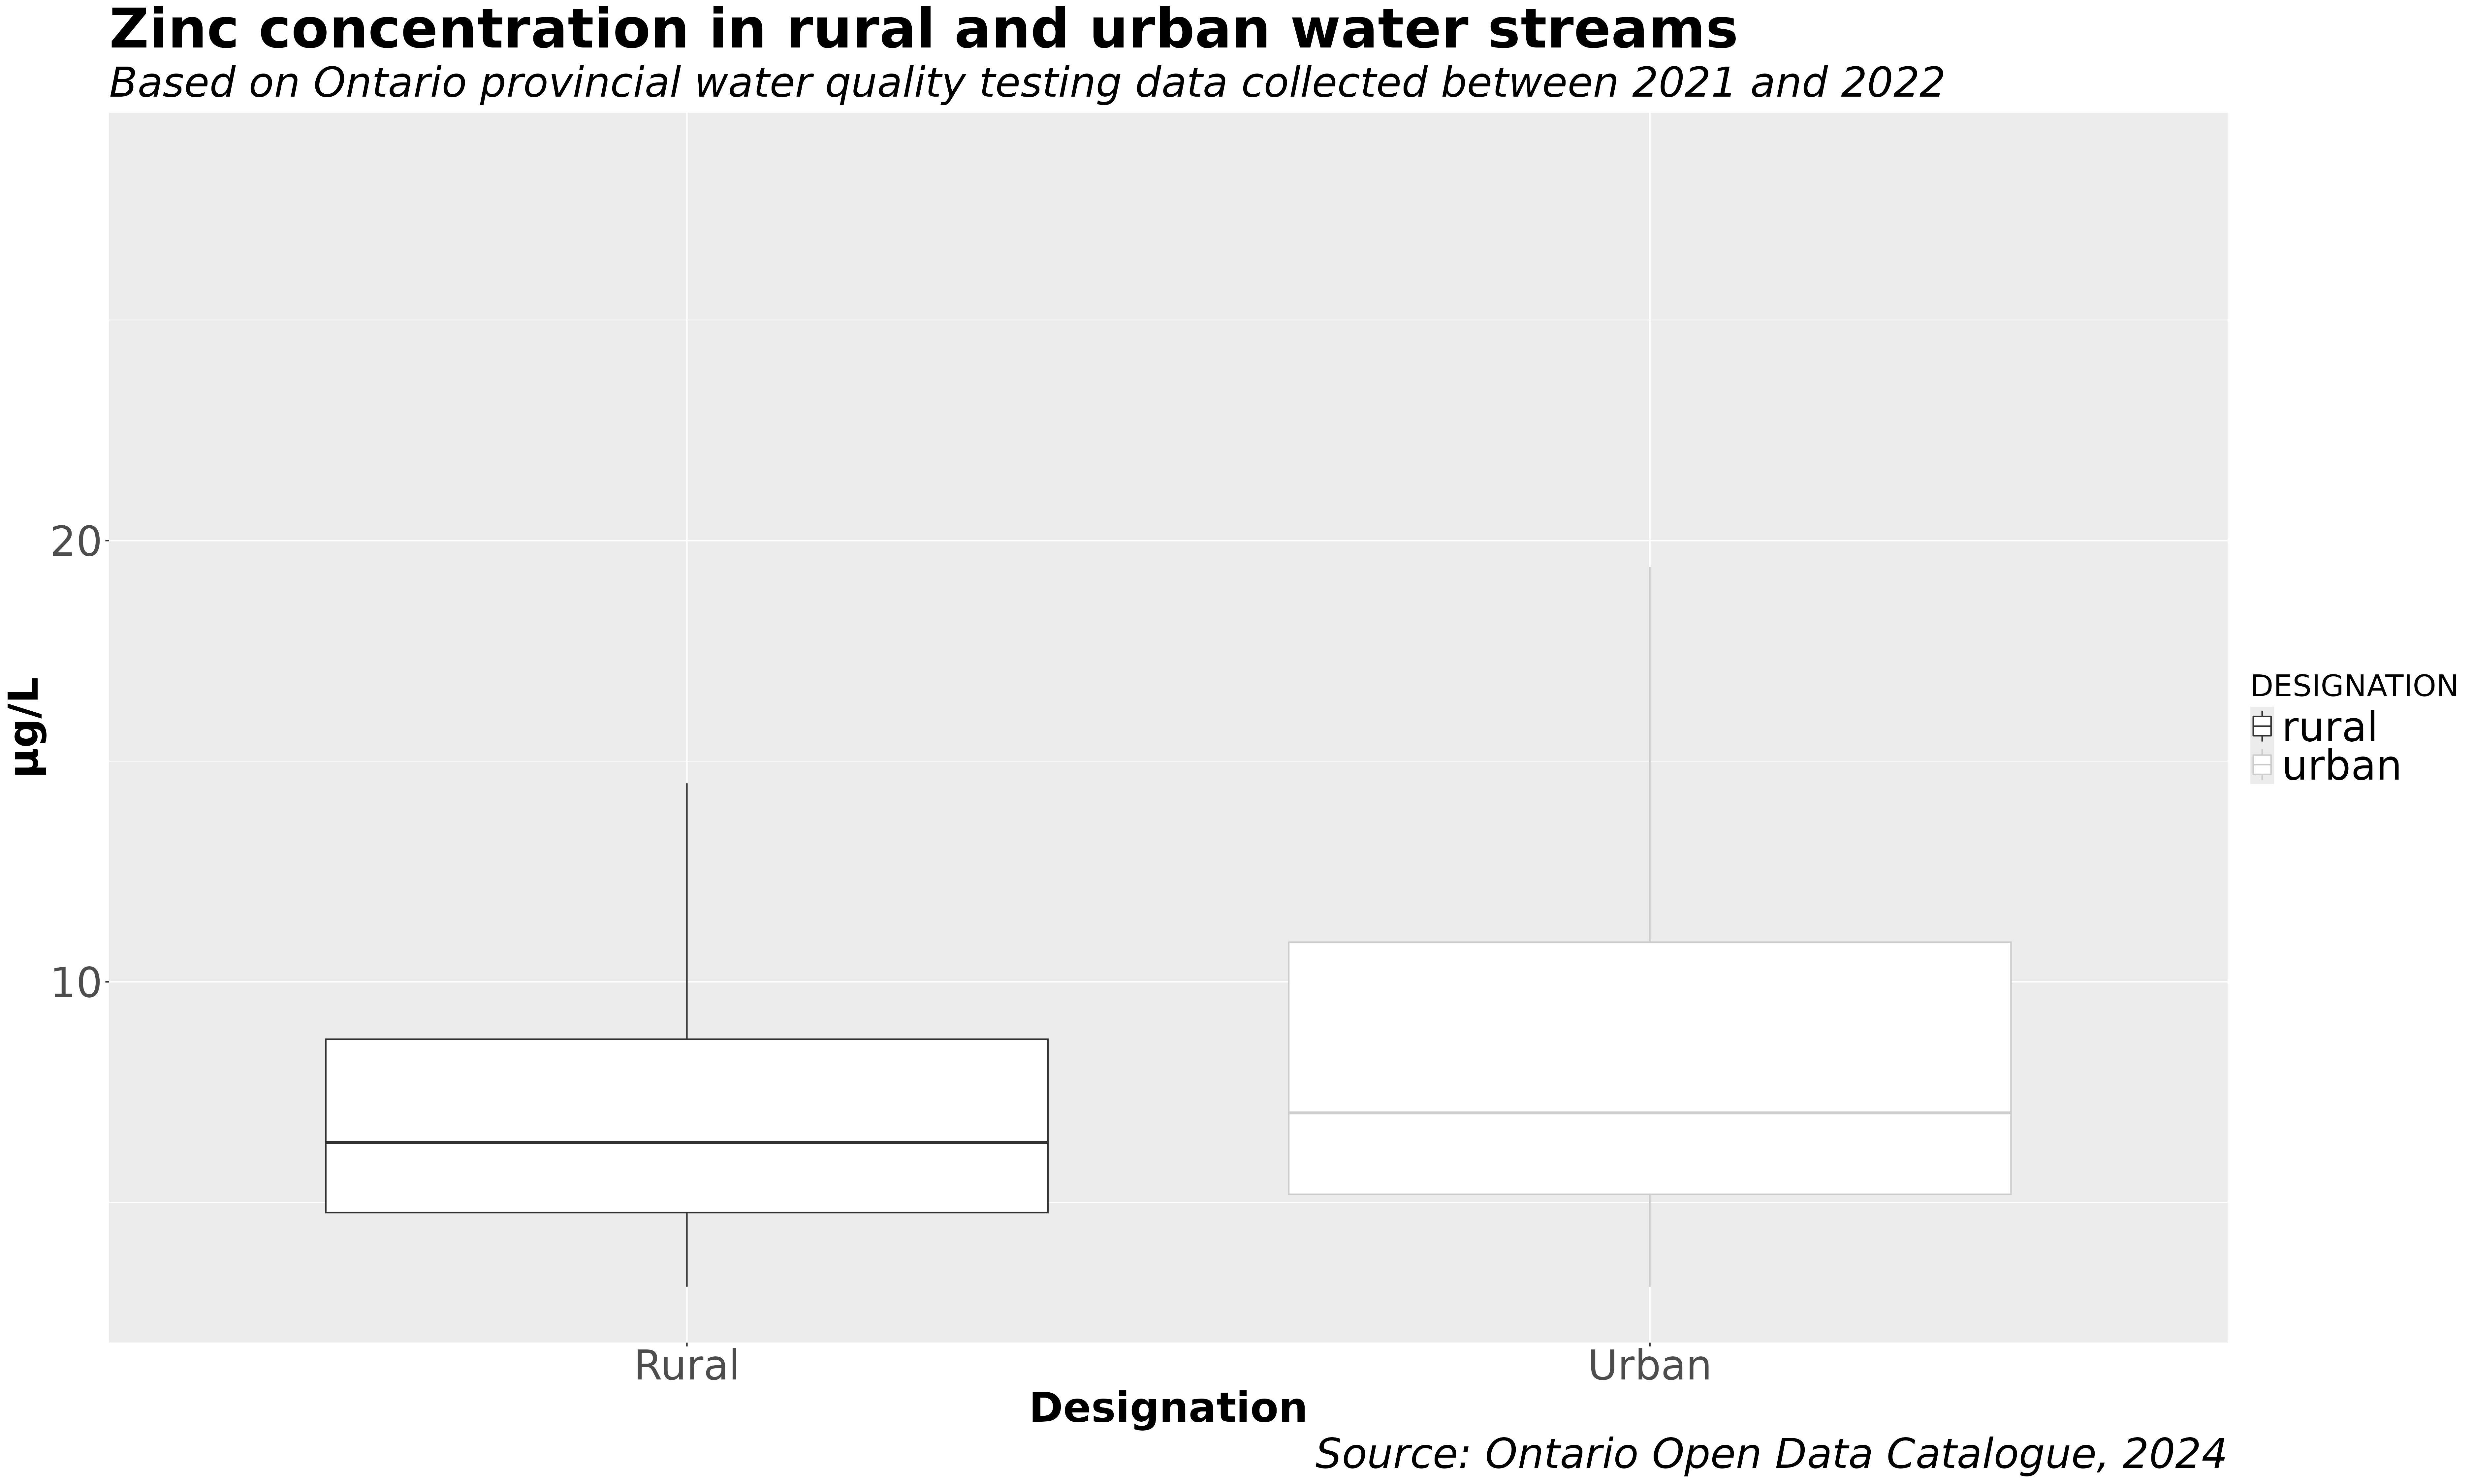 Zinc concentration in rural and urban water streams
Based on Ontario provincial water quality testing data collected between 2021 and 2022
20
10
µg/L
DESIGNATION
rural
urban
Rural
Urban
Designation
Source: Ontario Open Data Catalogue, 2024